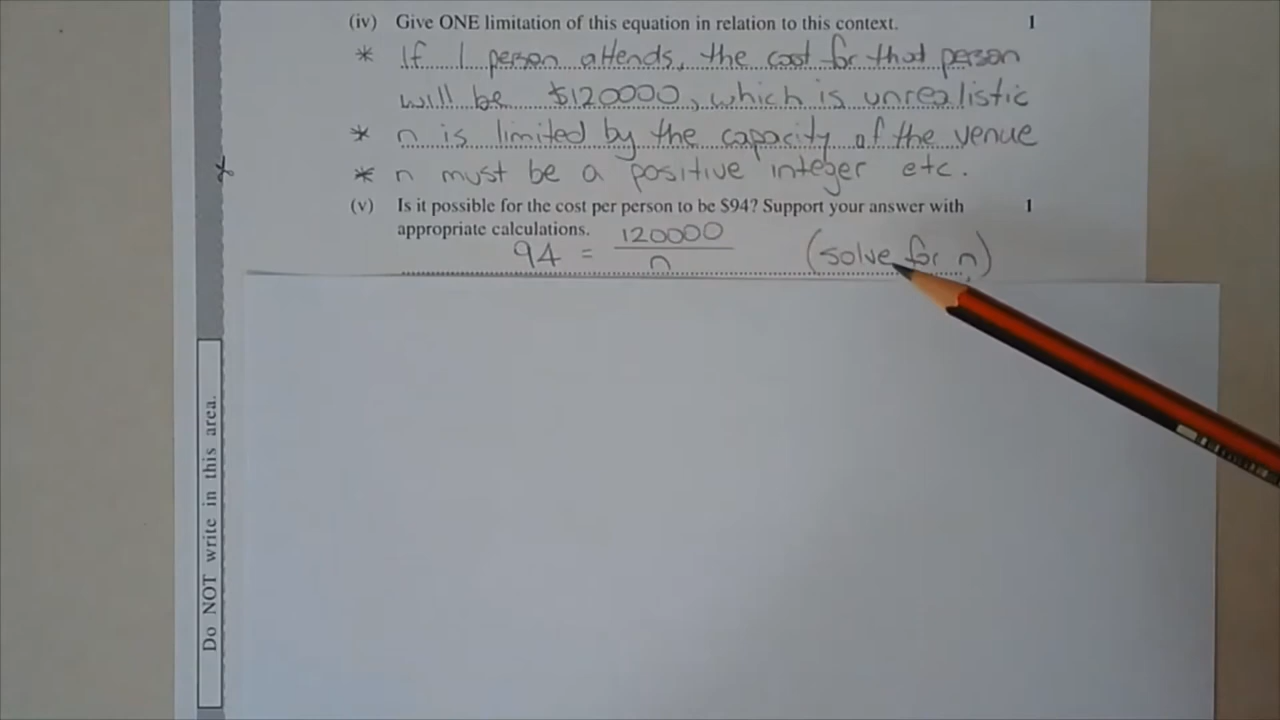 (iv) Give ONE limitation of this equation in relation to this context. 1
* If 1 person attends, the cost for that person
will be $120000, which is unrealistic
* n is limited by the capacity of the venue
* n must be a positive integer etc.
(v) Is it possible for the cost per person to be $94? Support your answer with 1
appropriate calculations.
94 = 120000 / n (solve for n)
Do NOT write in this area.